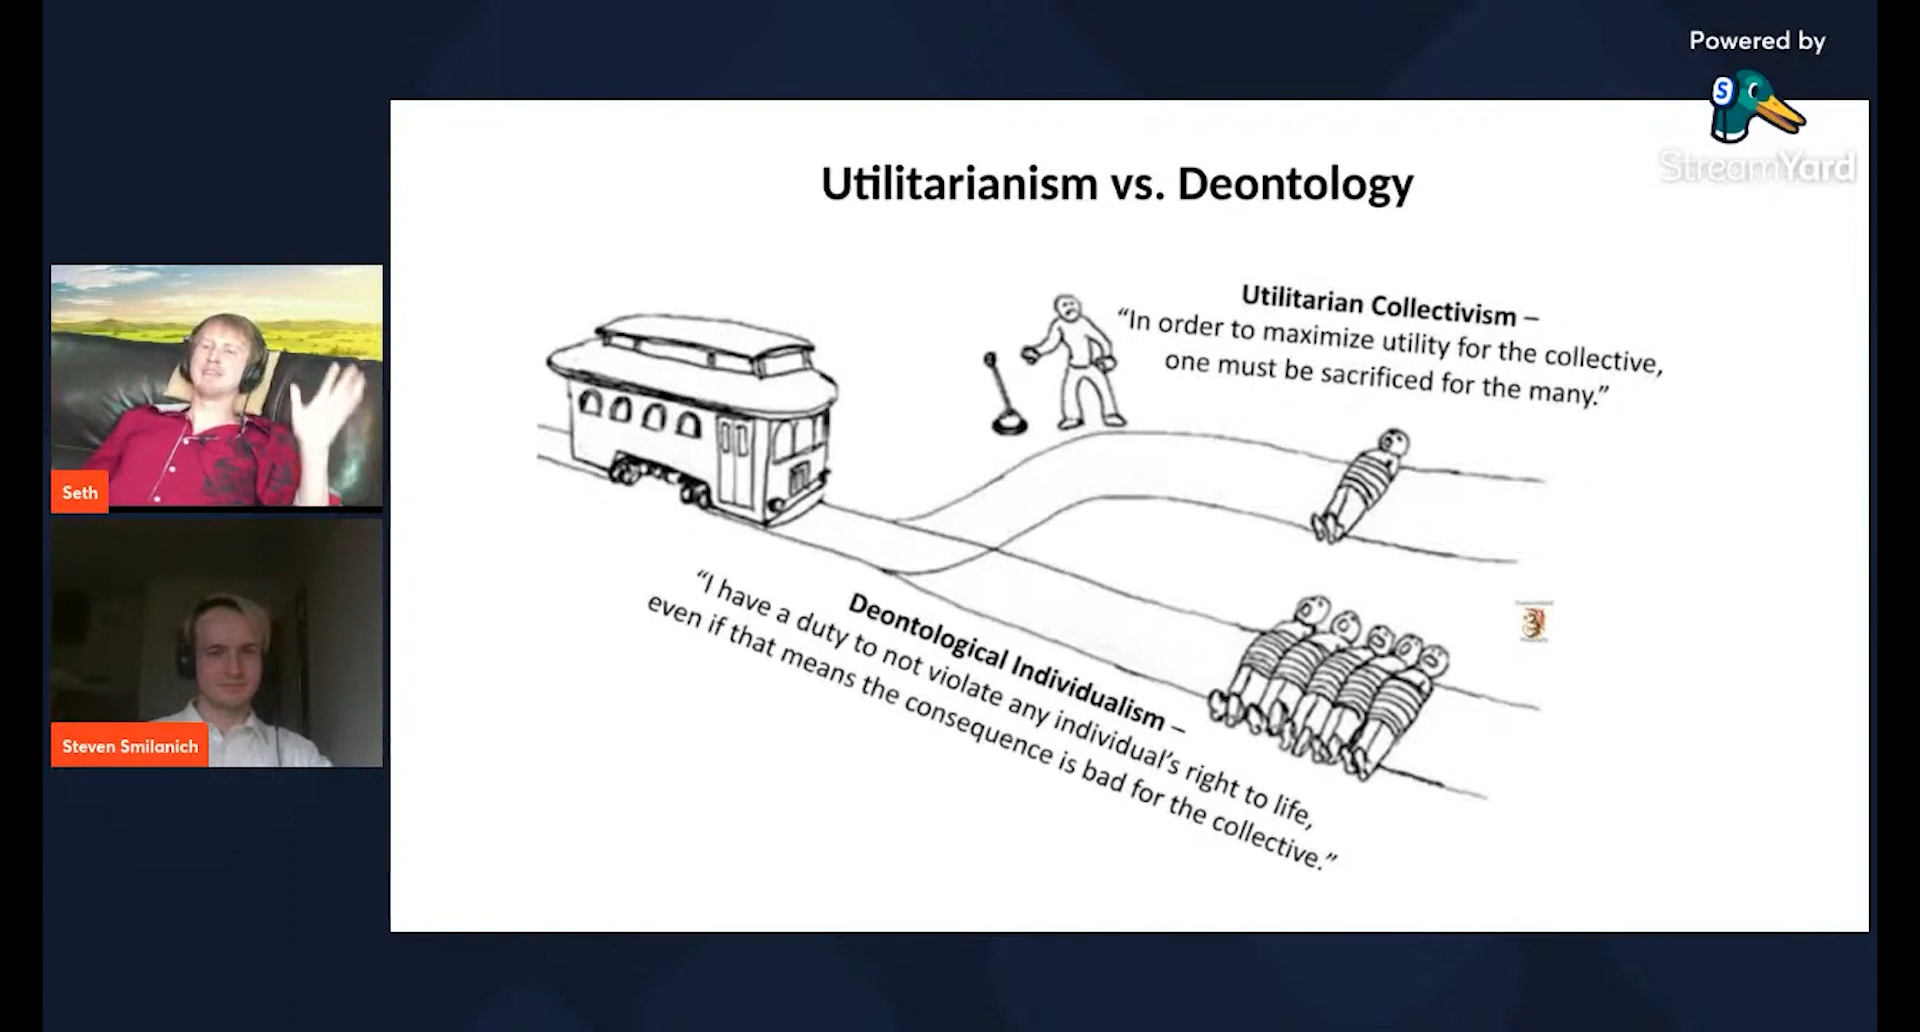 Powered by
StreamYard
Utilitarianism vs. Deontology
Utilitarian Collectivism –
“In order to maximize utility for the collective,
one must be sacrificed for the many.”
Deontological Individualism –
“I have a duty to not violate any individual’s right to life,
even if that means the consequence is bad for the collective.”
Seth
Steven Smilanich
S